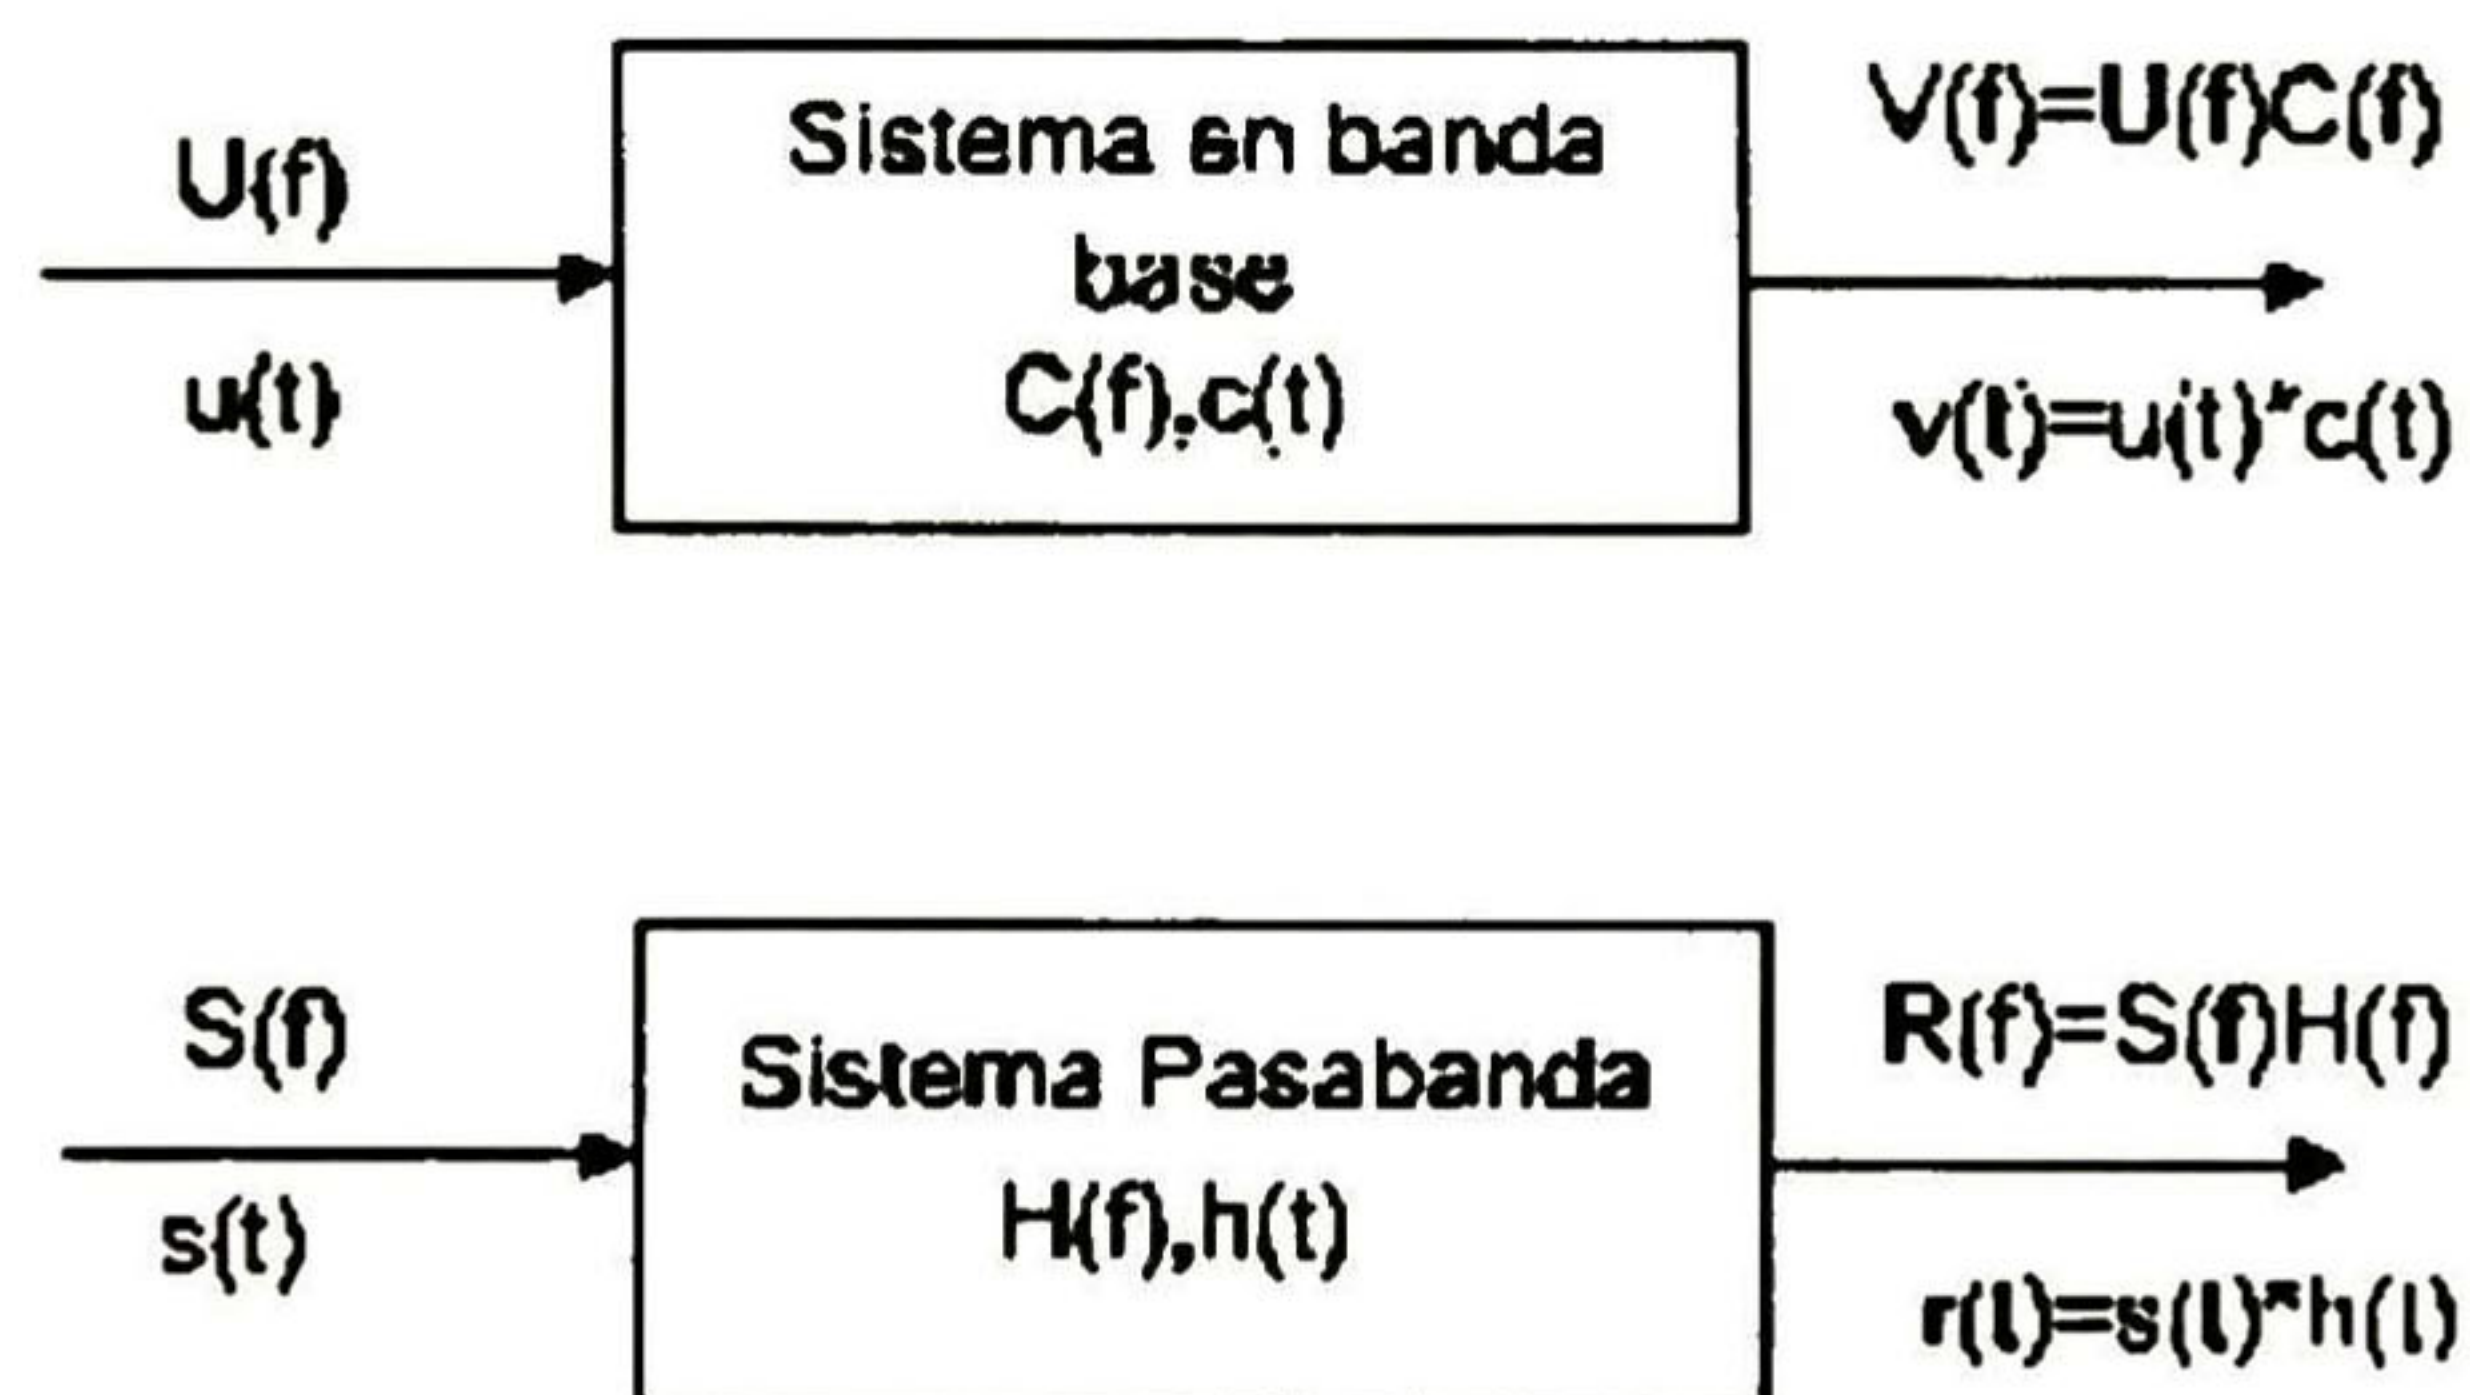 U(f)
u(t)
Sistema en banda
base
C(f),c(t)
V(f)=U(f)C(f)
v(t)=u(t)*c(t)
S(f)
s(t)
Sistema Pasabanda
H(f),h(t)
R(f)=S(f)H(f)
r(t)=s(t)*h(t)